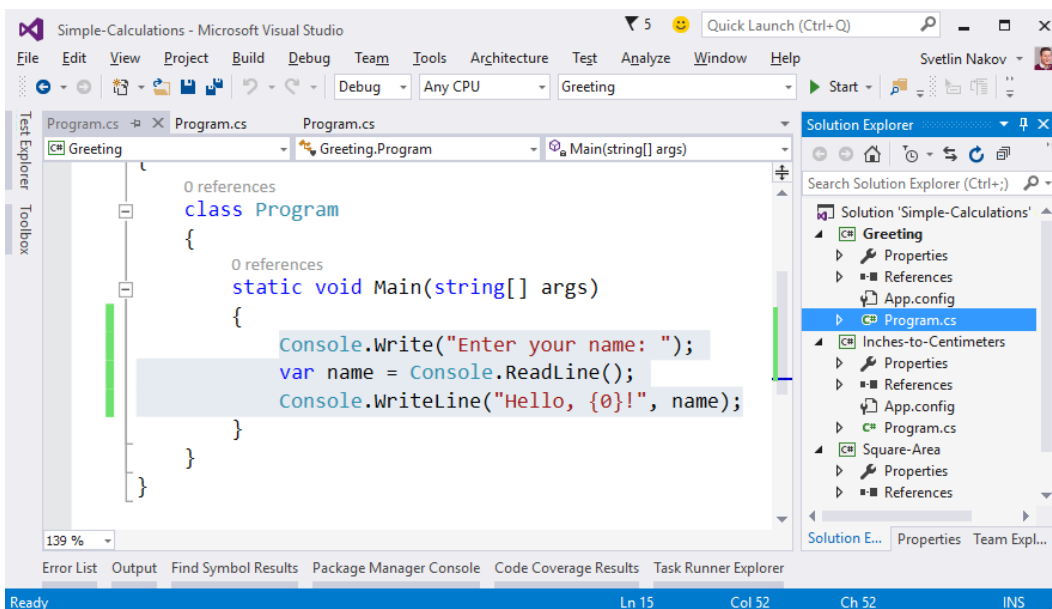 Simple-Calculations - Microsoft Visual Studio
5
Quick Launch (Ctrl+Q)
File Edit View Project Build Debug Team Tools Architecture Test Analyze Window Help
Svetlin Nakov
Debug
Any CPU
Greeting
Start
Test Explorer
Toolbox
Program.cs
Program.cs
Program.cs
C# Greeting
Greeting.Program
Main(string[] args)
{
0 references
class Program
{
0 references
static void Main(string[] args)
{
Console.Write("Enter your name: ");
var name = Console.ReadLine();
Console.WriteLine("Hello, {0}!", name);
}
}
}
139 %
Solution Explorer
Search Solution Explorer (Ctrl+;)
Solution 'Simple-Calculations'
C# Greeting
Properties
References
App.config
C# Program.cs
C# Inches-to-Centimeters
Properties
References
App.config
C# Program.cs
C# Square-Area
Properties
References
Solution E... Properties Team Expl...
Error List Output Find Symbol Results Package Manager Console Code Coverage Results Task Runner Explorer
Ready Ln 15 Col 52 Ch 52 INS